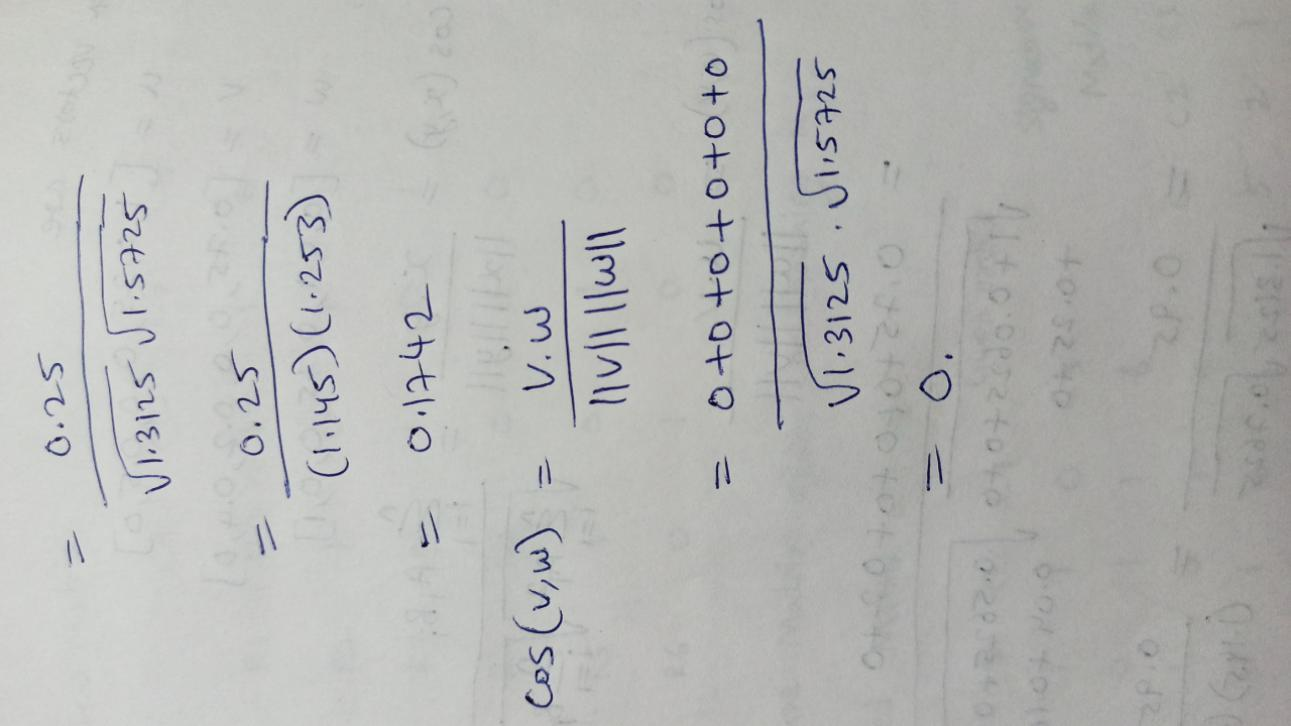 = 0.25
√1.3125 √1.5725
= 0.25
(1.145)(1.253)
= 0.1742
cos(v,w) = v.w
||v|| ||w||
= 0+0+0+0+0+0+0
√1.3125 . √1.5725
= 0.